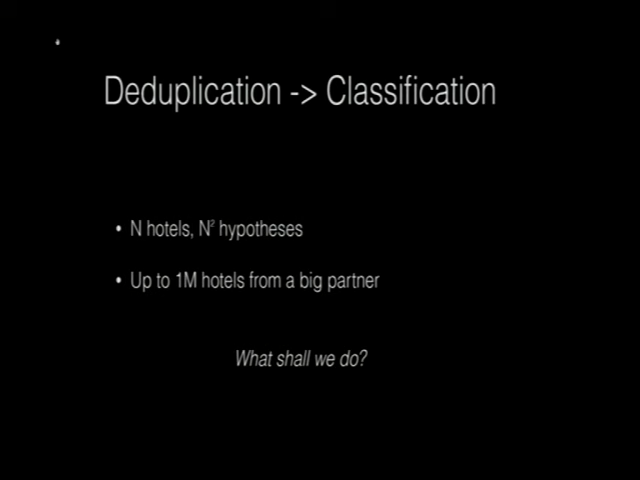 Deduplication -> Classification
• N hotels, N² hypotheses
• Up to 1M hotels from a big partner
What shall we do?